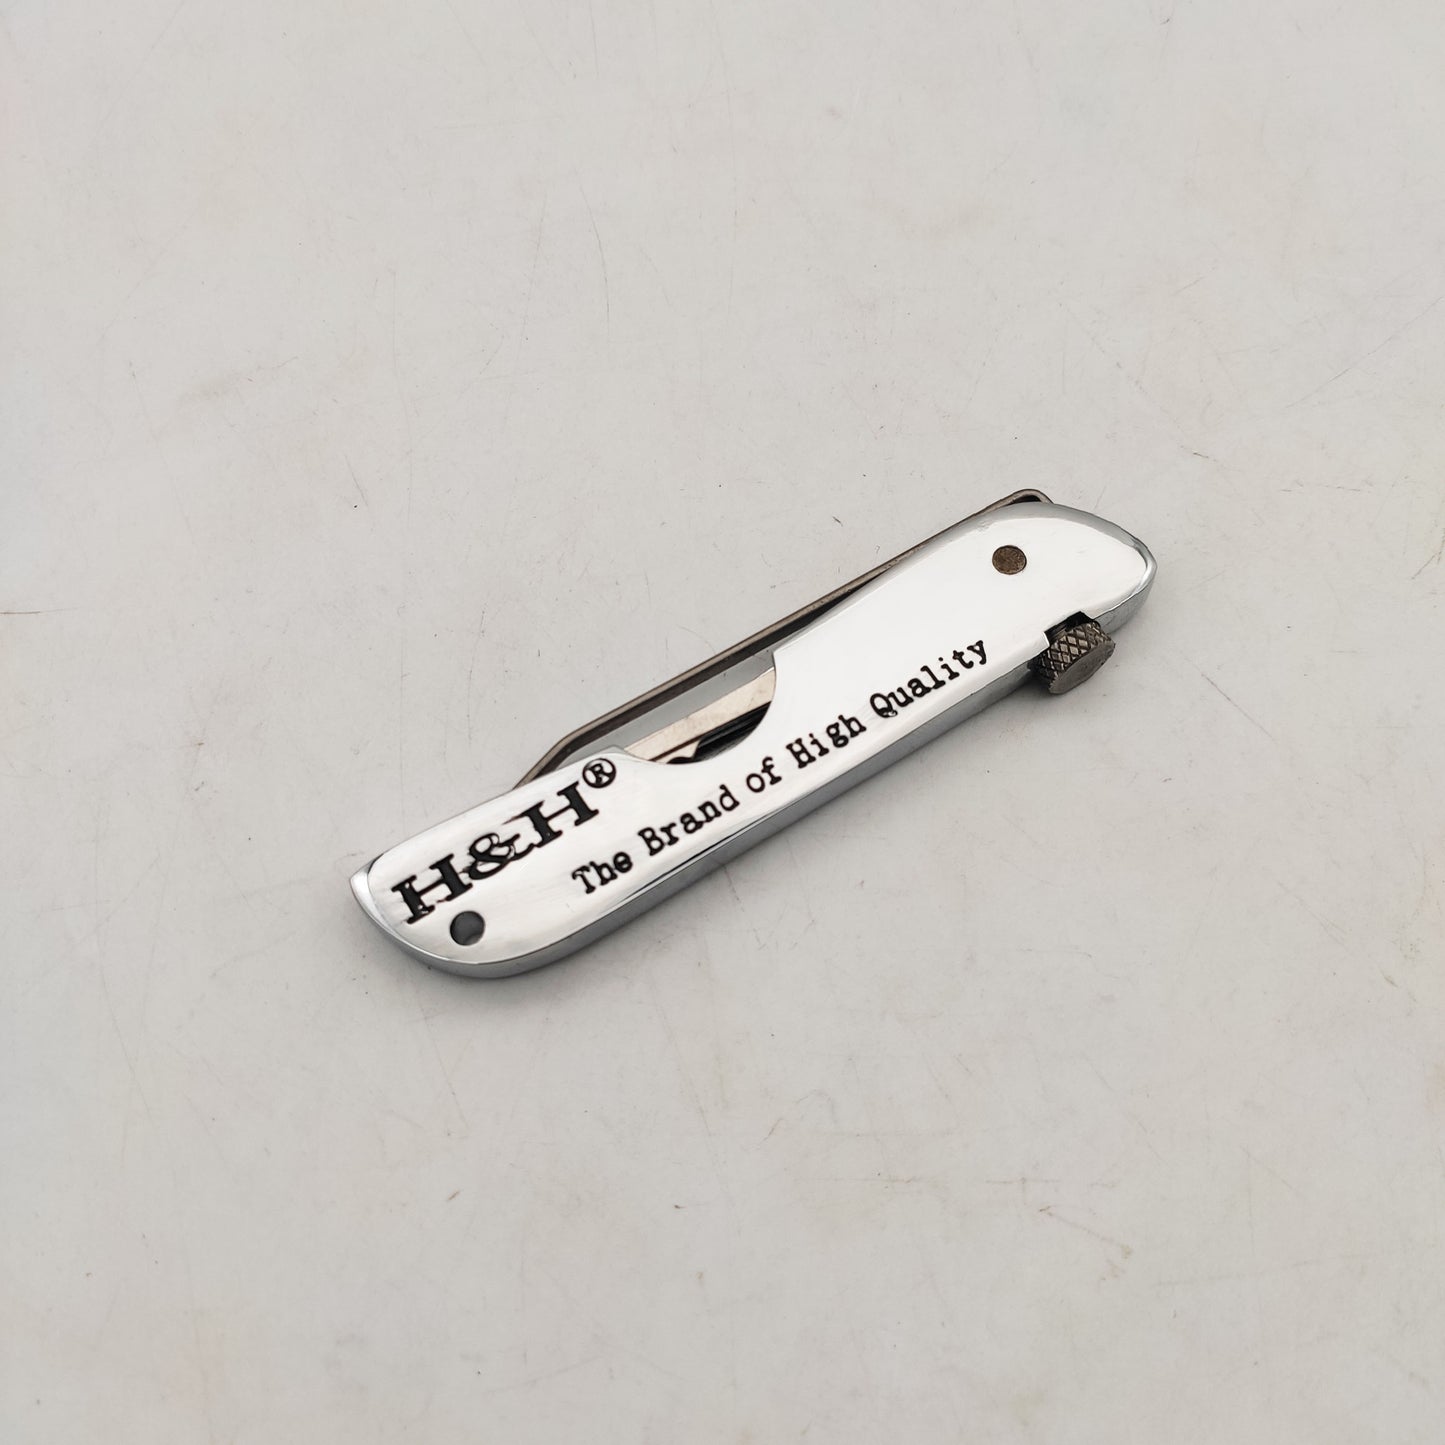 H&H®
The Brand of High Quality